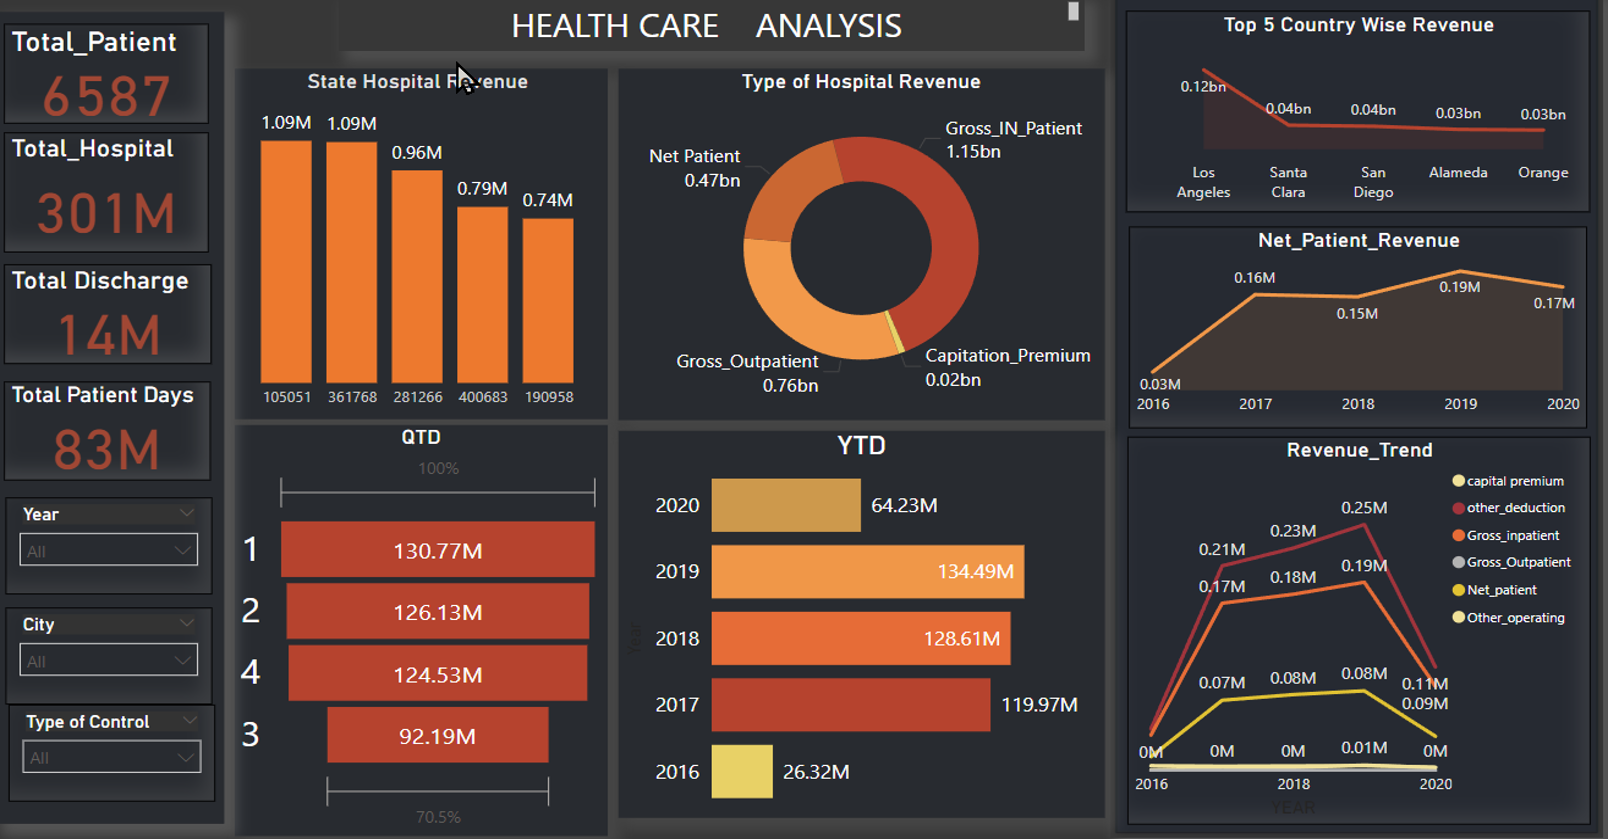 HEALTH CARE ANALYSIS
Total_Patient
6587
Total_Hospital
301M
Total Discharge
14M
Total Patient Days
83M
Year
All
City
All
Type of Control
All
State Hospital Revenue
1.09M 1.09M 0.96M 0.79M 0.74M
105051 361768 281266 400683 190958
Type of Hospital Revenue
Gross_IN_Patient
1.15bn
Net Patient
0.47bn
Gross_Outpatient
0.76bn
Capitation_Premium
0.02bn
QTD
100%
1 130.77M
2 126.13M
4 124.53M
3 92.19M
70.5%
YTD
Year
2020 64.23M
2019 134.49M
2018 128.61M
2017 119.97M
2016 26.32M
Top 5 Country Wise Revenue
0.12bn 0.04bn 0.04bn 0.03bn 0.03bn
Los Santa San Alameda Orange
Angeles Clara Diego
Net_Patient_Revenue
0.16M
0.19M
0.17M
0.15M
0.03M
2016 2017 2018 2019 2020
Revenue_Trend
capital premium
other_deduction
Gross_inpatient
Gross_Outpatient
Net_patient
Other_operating
0.25M
0.23M
0.21M
0.19M
0.18M
0.17M
0.11M
0.09M
0.07M 0.08M 0.08M
0M 0M 0M 0.01M 0M
2016 2018 2020
YEAR